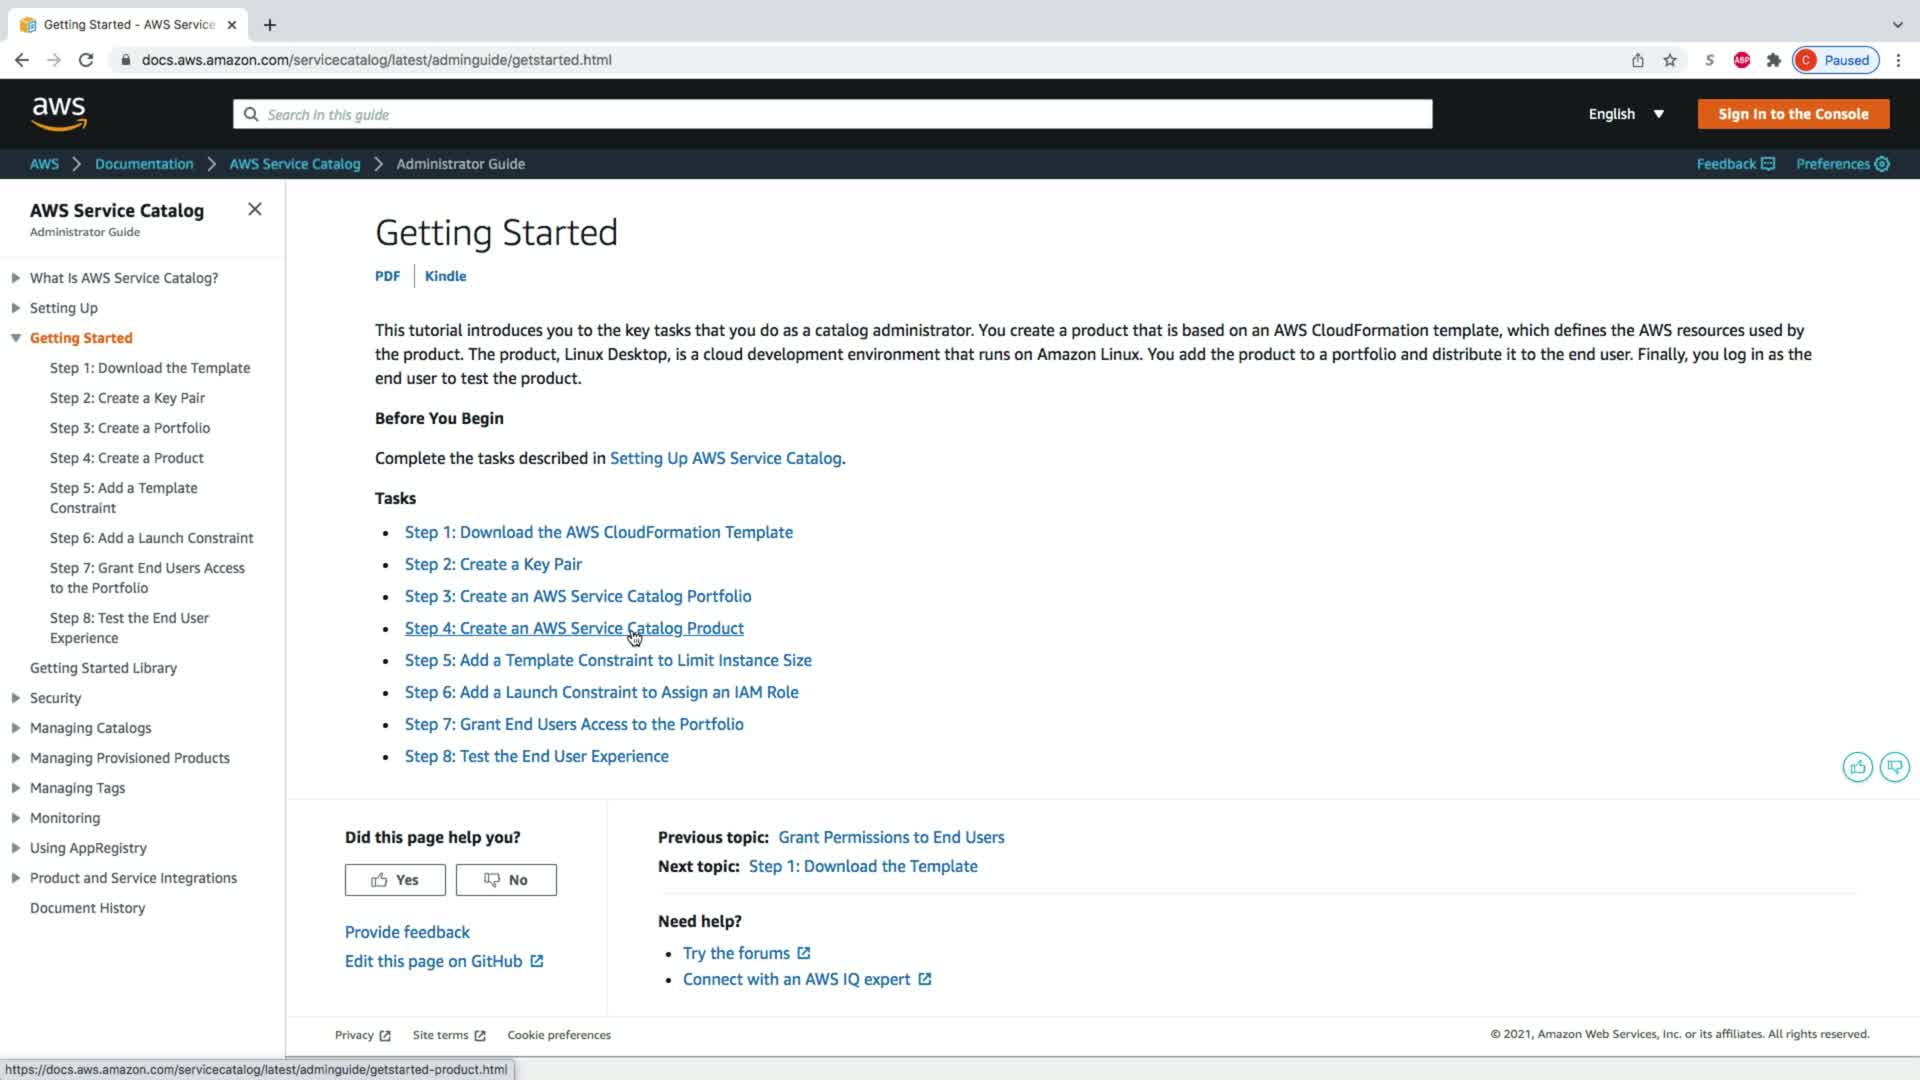 Getting Started - AWS Service
docs.aws.amazon.com/servicecatalog/latest/adminguide/getstarted.html
S
ABP
C
Paused
aws
Search in this guide
English
Sign In to the Console
AWS
Documentation
AWS Service Catalog
Administrator Guide
Feedback
Preferences
AWS Service Catalog
Administrator Guide
What Is AWS Service Catalog?
Setting Up
Getting Started
Step 1: Download the Template
Step 2: Create a Key Pair
Step 3: Create a Portfolio
Step 4: Create a Product
Step 5: Add a Template
Constraint
Step 6: Add a Launch Constraint
Step 7: Grant End Users Access
to the Portfolio
Step 8: Test the End User
Experience
Getting Started Library
Security
Managing Catalogs
Managing Provisioned Products
Managing Tags
Monitoring
Using AppRegistry
Product and Service Integrations
Document History
Getting Started
PDF
Kindle
This tutorial introduces you to the key tasks that you do as a catalog administrator. You create a product that is based on an AWS CloudFormation template, which defines the AWS resources used by
the product. The product, Linux Desktop, is a cloud development environment that runs on Amazon Linux. You add the product to a portfolio and distribute it to the end user. Finally, you log in as the
end user to test the product.
Before You Begin
Complete the tasks described in Setting Up AWS Service Catalog.
Tasks
• Step 1: Download the AWS CloudFormation Template
• Step 2: Create a Key Pair
• Step 3: Create an AWS Service Catalog Portfolio
• Step 4: Create an AWS Service Catalog Product
• Step 5: Add a Template Constraint to Limit Instance Size
• Step 6: Add a Launch Constraint to Assign an IAM Role
• Step 7: Grant End Users Access to the Portfolio
• Step 8: Test the End User Experience
Did this page help you?
Yes
No
Provide feedback
Edit this page on GitHub
Previous topic: Grant Permissions to End Users
Next topic: Step 1: Download the Template
Need help?
• Try the forums
• Connect with an AWS IQ expert
Privacy
Site terms
Cookie preferences
© 2021, Amazon Web Services, Inc. or its affiliates. All rights reserved.
https://docs.aws.amazon.com/servicecatalog/latest/adminguide/getstarted-product.html